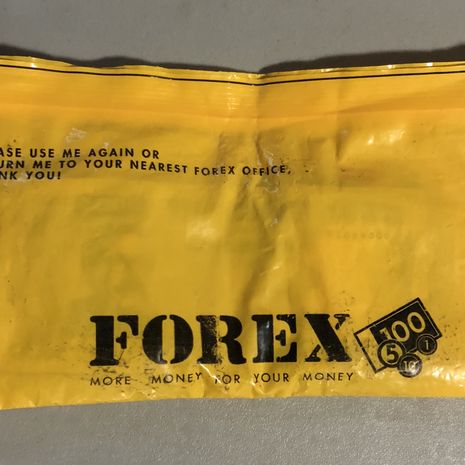 ASE USE ME AGAIN OR
URN ME TO YOUR NEAREST FOREX OFFICE,
NK YOU!
FOREX
100
5
1
10
MORE MONEY FOR YOUR MONEY